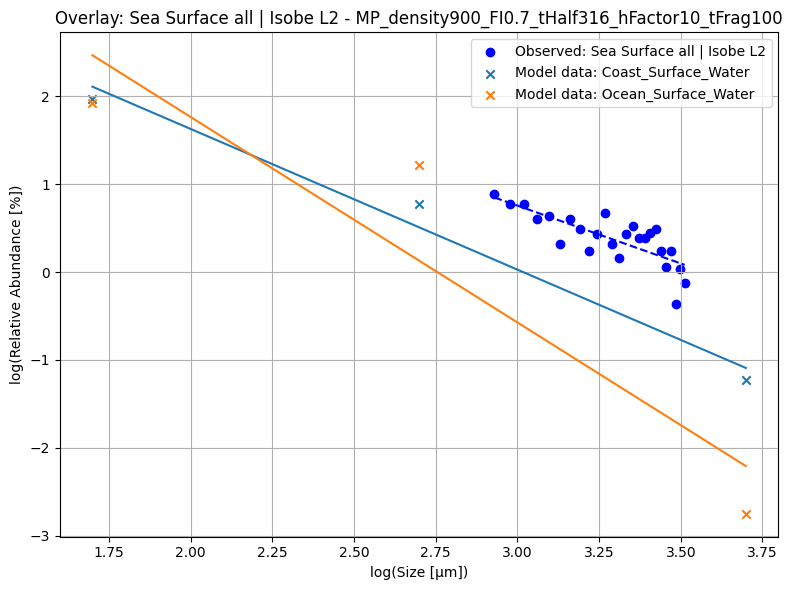 Overlay: Sea Surface all | Isobe L2 - MP_density900_FI0.7_tHalf316_hFactor10_tFrag100
Observed: Sea Surface all | Isobe L2
Model data: Coast_Surface_Water
Model data: Ocean_Surface_Water
log(Relative Abundance [%])
2
1
0
−1
−2
−3
1.75 2.00 2.25 2.50 2.75 3.00 3.25 3.50 3.75
log(Size [μm])